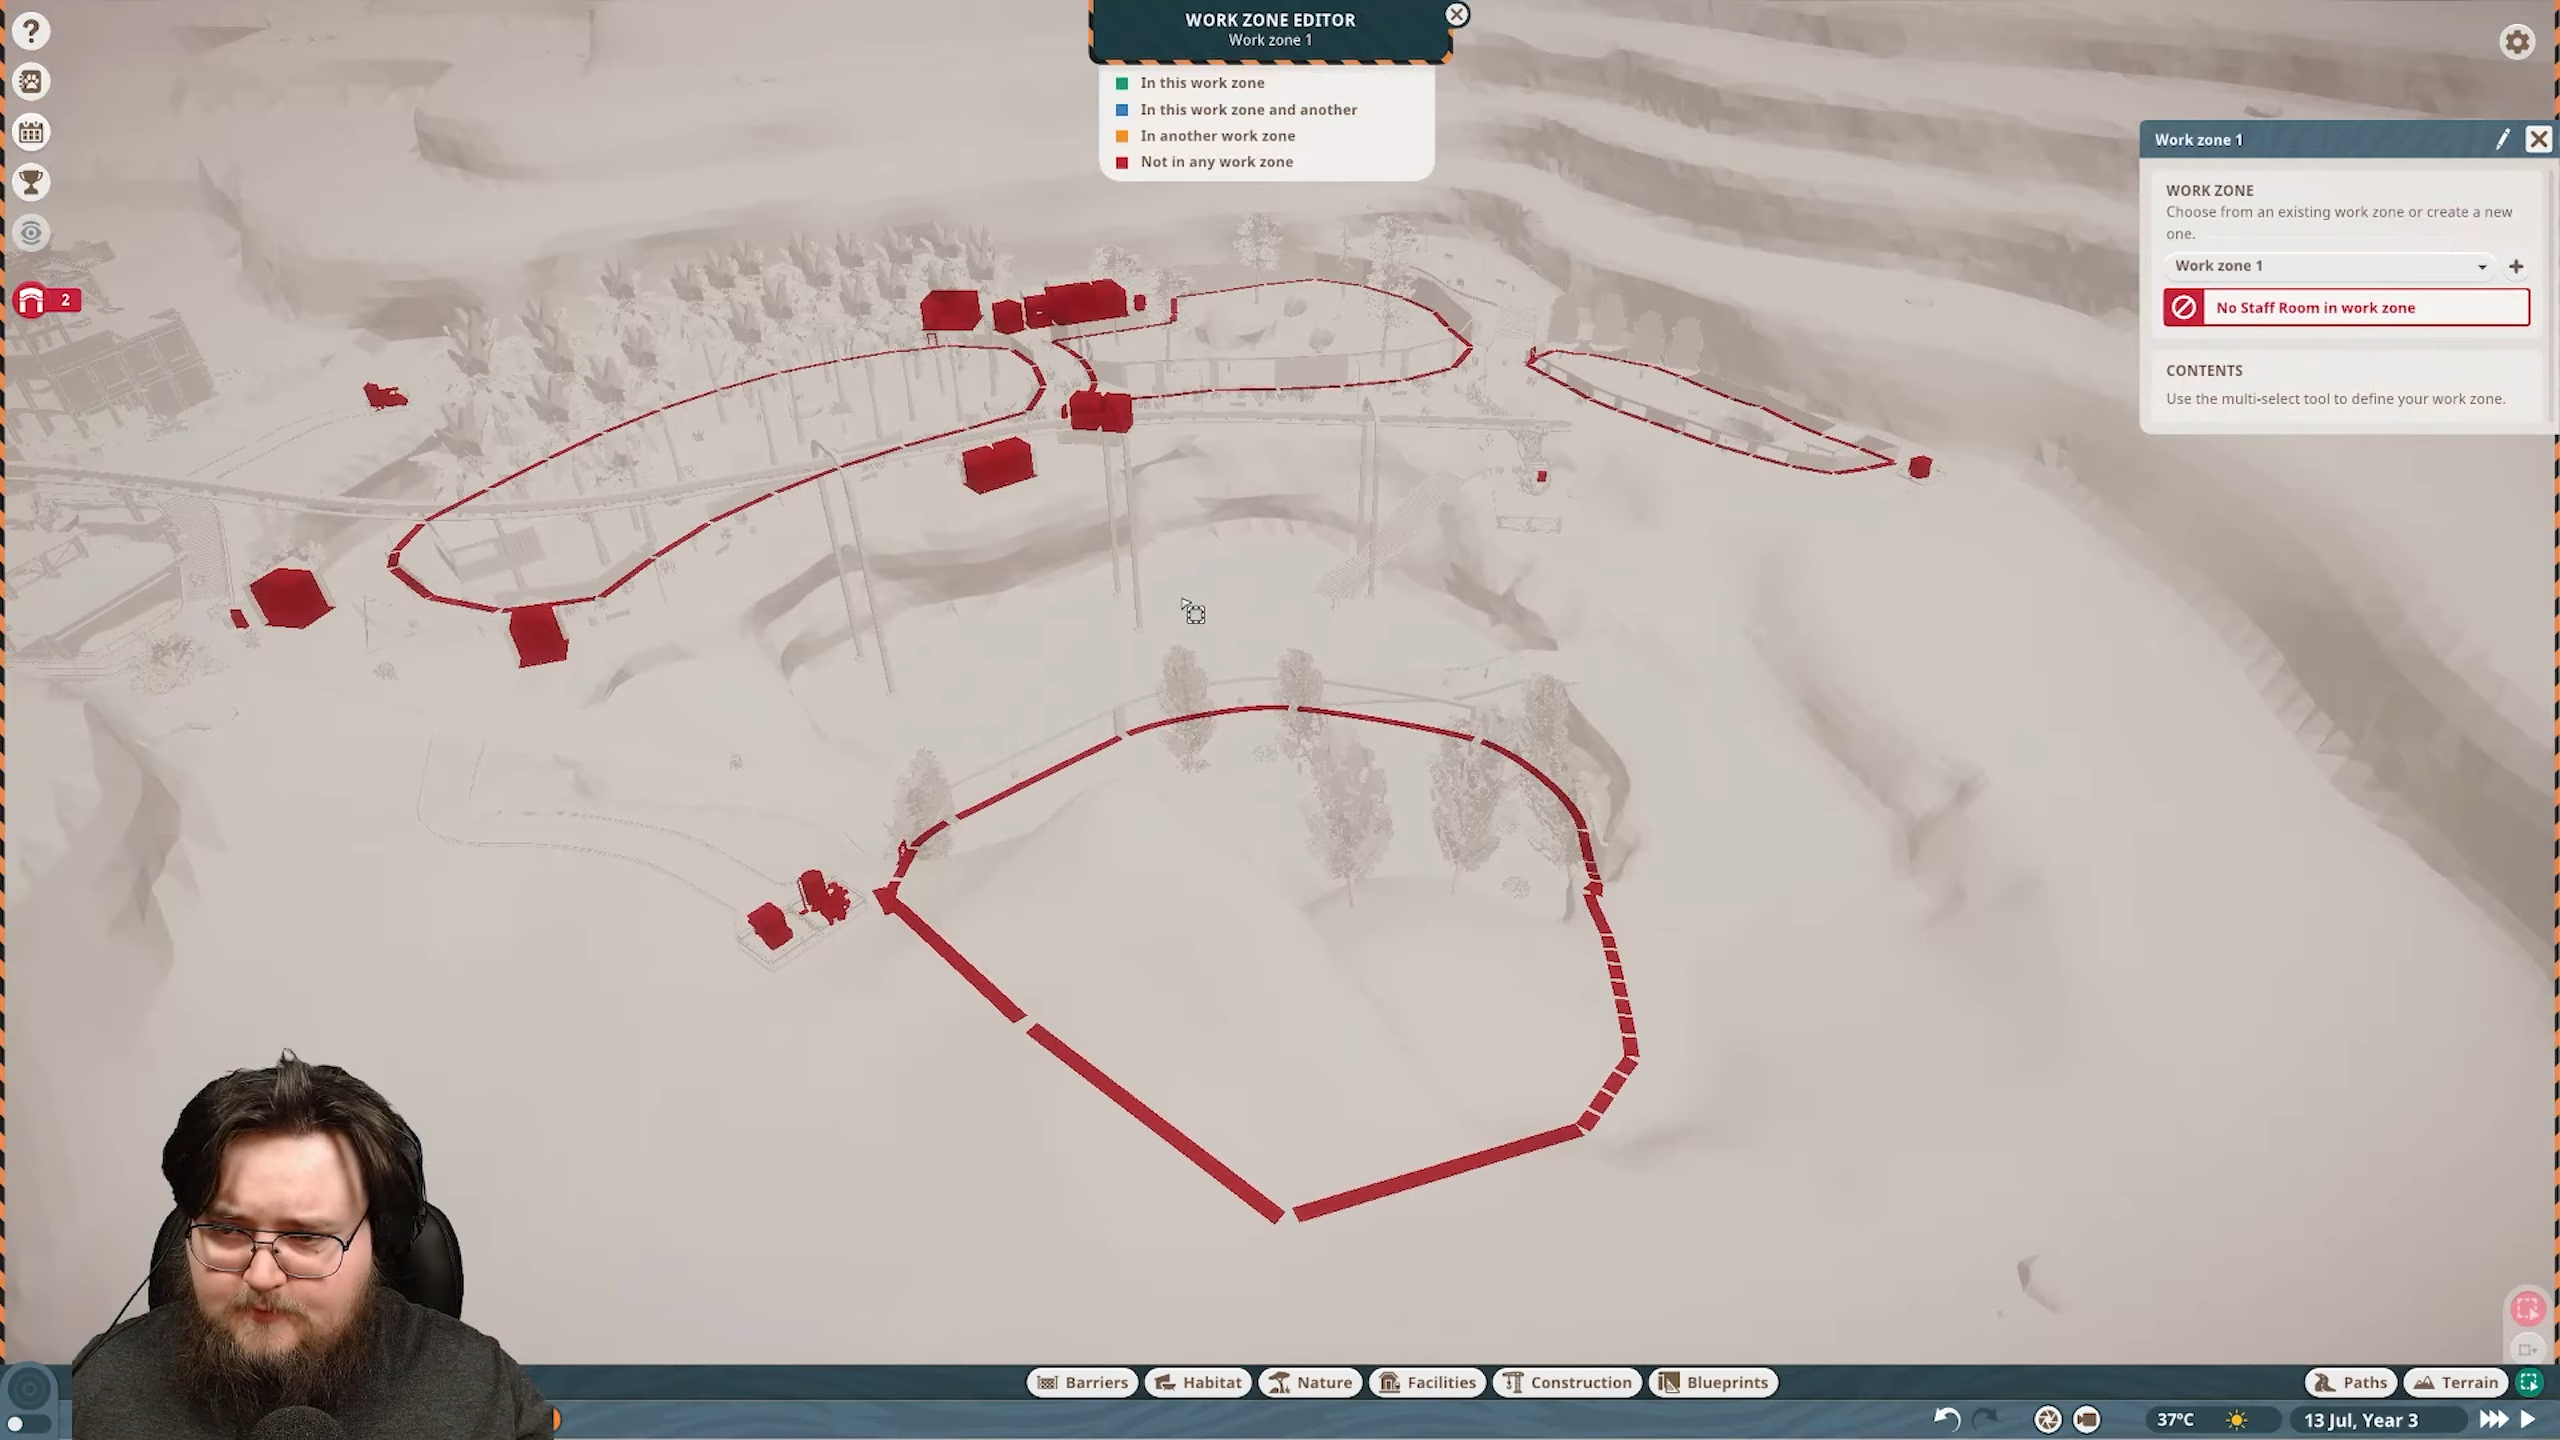 WORK ZONE EDITOR
Work zone 1
In this work zone
In this work zone and another
In another work zone
Not in any work zone
?
2
Work zone 1
WORK ZONE
Choose from an existing work zone or create a new
one.
Work zone 1
No Staff Room in work zone
CONTENTS
Use the multi-select tool to define your work zone.
Barriers
Habitat
Nature
Facilities
Construction
Blueprints
Paths
Terrain
37°C
13 Jul, Year 3